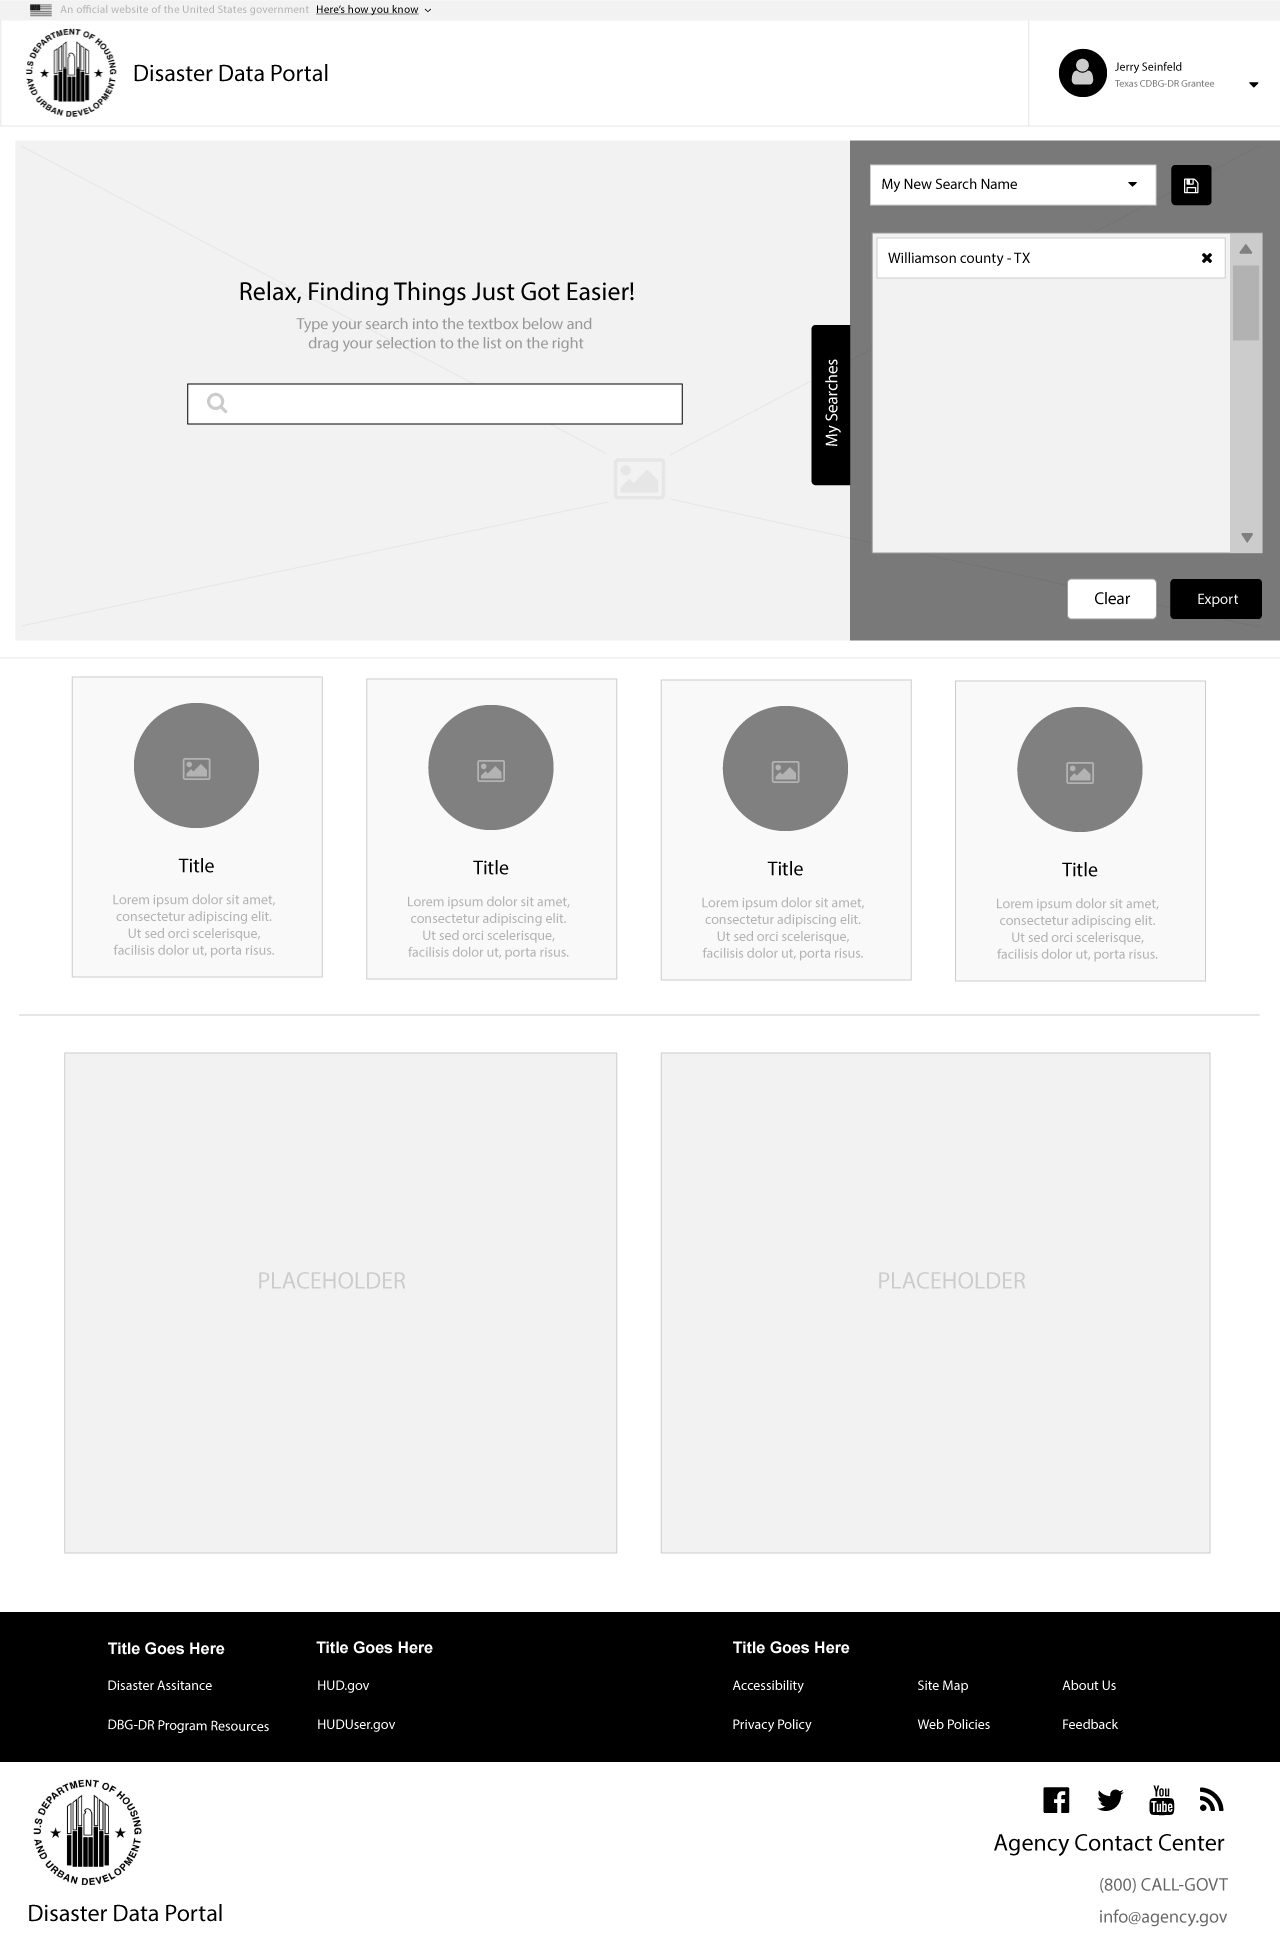 An official website of the United States government Here's how you know
U.S DEPARTMENT OF HOUSING AND URBAN DEVELOPMENT
Disaster Data Portal
Jerry Seinfeld
Texas CDBG-DR Grantee
Relax, Finding Things Just Got Easier!
Type your search into the textbox below and
drag your selection to the list on the right
My Searches
My New Search Name
Williamson county - TX
Clear
Export
Title
Lorem ipsum dolor sit amet,
consectetur adipiscing elit.
Ut sed orci scelerisque,
facilisis dolor ut, porta risus.
Title
Lorem ipsum dolor sit amet,
consectetur adipiscing elit.
Ut sed orci scelerisque,
facilisis dolor ut, porta risus.
Title
Lorem ipsum dolor sit amet,
consectetur adipiscing elit.
Ut sed orci scelerisque,
facilisis dolor ut, porta risus.
Title
Lorem ipsum dolor sit amet,
consectetur adipiscing elit.
Ut sed orci scelerisque,
facilisis dolor ut, porta risus.
PLACEHOLDER
PLACEHOLDER
Title Goes Here
Disaster Assitance
DBG-DR Program Resources
Title Goes Here
HUD.gov
HUDUser.gov
Title Goes Here
Accessibility
Site Map
About Us
Privacy Policy
Web Policies
Feedback
U.S DEPARTMENT OF HOUSING AND URBAN DEVELOPMENT
Disaster Data Portal
You
Tube
Agency Contact Center
(800) CALL-GOVT
info@agency.gov